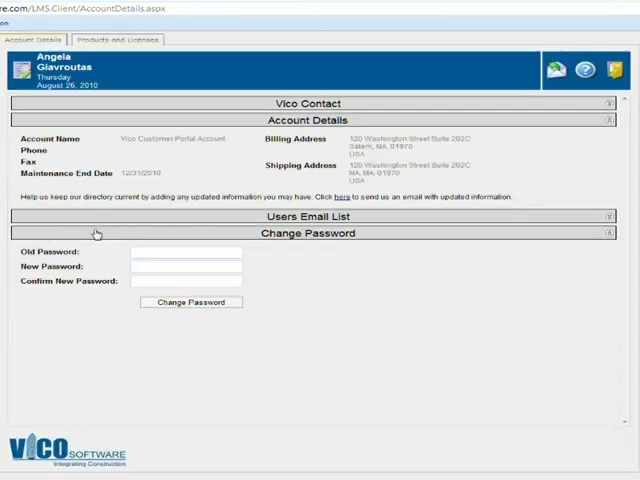 re.com/LMS.Client/AccountDetails.aspx
on
Account Details Products and Licenses
Angela
Giavroutas
Thursday
August 26, 2010
Vico Contact
Account Details
Account Name Vico Customer Portal Account
Phone
Fax
Maintenance End Date 12/31/2010
Billing Address 120 Washington Street Suite 202C
Salem, MA, 01970
USA
Shipping Address 120 Washington Street Suite 202C
MA, MA, 01970
USA
Help us keep our directory current by adding any updated information you may have. Click here to send us an email with updated information.
Users Email List
Change Password
Old Password:
New Password:
Confirm New Password:
Change Password
VICO SOFTWARE
Integrating Construction